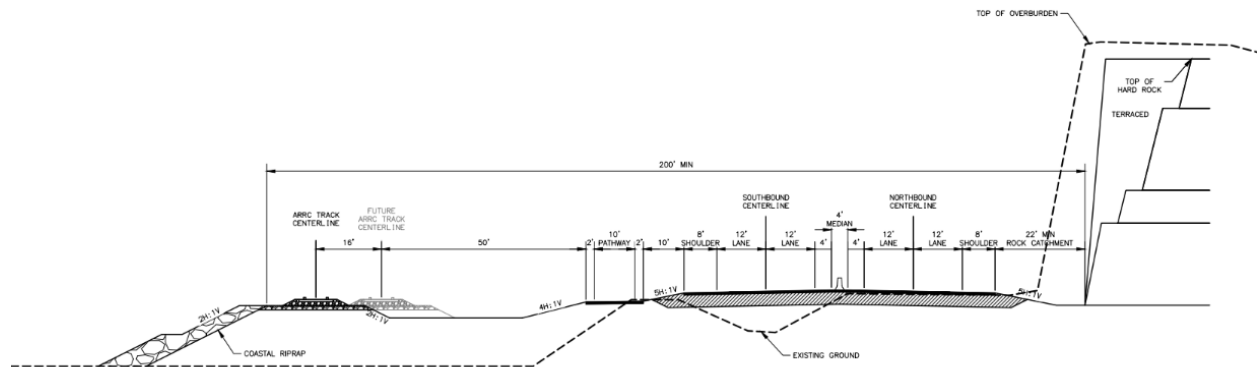 TOP OF OVERBURDEN
TOP OF
HARD ROCK
TERRACED
200' MIN
SOUTHBOUND
CENTERLINE
NORTHBOUND
CENTERLINE
ARRC TRACK
CENTERLINE
FUTURE
ARRC TRACK
CENTERLINE
4'
MEDIAN
16'
50'
2'
10'
PATHWAY
2'
10'
8'
SHOULDER
12'
LANE
12'
LANE
4'
4'
12'
LANE
12'
LANE
8'
SHOULDER
22' MIN
ROCK CATCHMENT
2H:1V
2H:1V
4H:1V
5H:1V
5H:1V
COASTAL RIPRAP
EXISTING GROUND